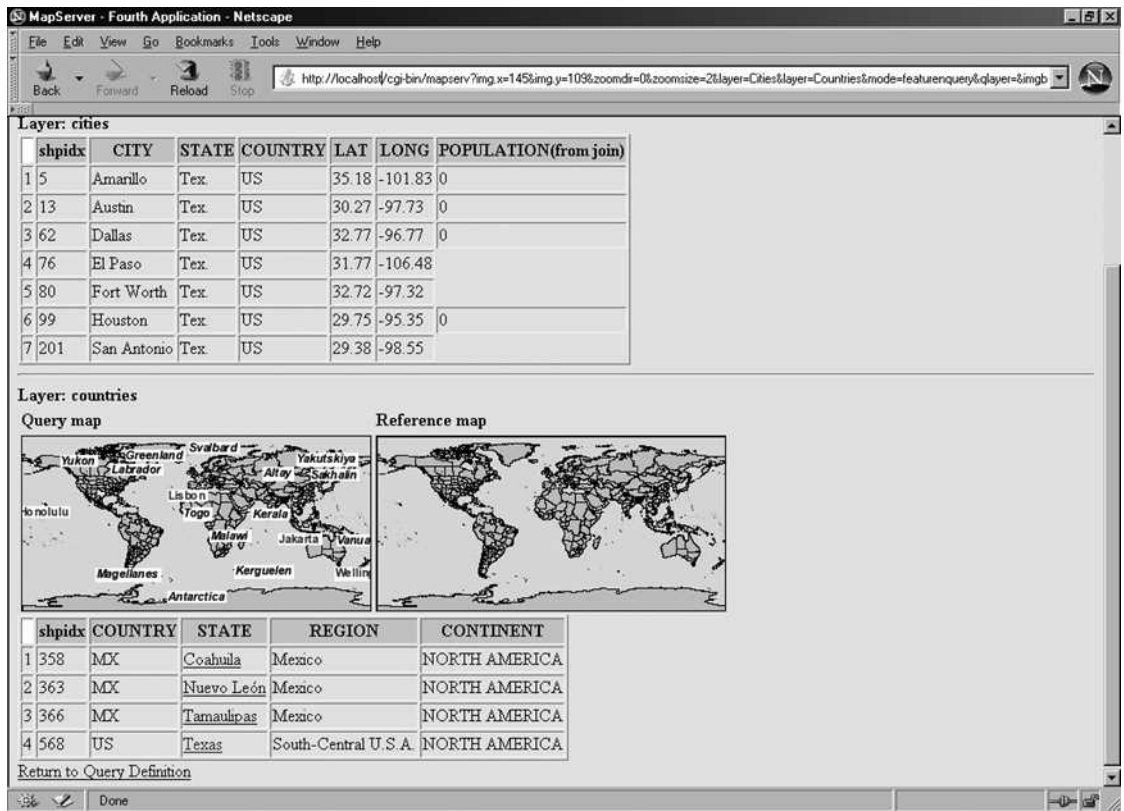 MapServer - Fourth Application - Netscape
File Edit View Go Bookmarks Tools Window Help
Back Forward Reload Stop http://localhost/cgi-bin/mapserv?img.x=145&img.y=109&zoomdir=0&zoomsize=2&layer=Cities&layer=Countries&mode=featurenquery&qlayer=&imgb
Layer: cities
shpidx CITY STATE COUNTRY LAT LONG POPULATION(from join)
1 5 Amarillo Tex. US 35.18 -101.83 0
2 13 Austin Tex. US 30.27 -97.73 0
3 62 Dallas Tex. US 32.77 -96.77 0
4 76 El Paso Tex. US 31.77 -106.48
5 80 Fort Worth Tex. US 32.72 -97.32
6 99 Houston Tex. US 29.75 -95.35 0
7 201 San Antonio Tex. US 29.38 -98.55
Layer: countries
Query map Reference map
Svalbard
Yukon Greenland Yakutskiya
Labrador Altay Sakhalin
Lisbon
Honolulu Togo Kerala
Malawi Jakarta Vanua
Magellanes Kerguelen Welling
Antarctica
shpidx COUNTRY STATE REGION CONTINENT
1 358 MX Coahuila Mexico NORTH AMERICA
2 363 MX Nuevo León Mexico NORTH AMERICA
3 366 MX Tamaulipas Mexico NORTH AMERICA
4 568 US Texas South-Central U.S.A. NORTH AMERICA
Return to Query Definition
Done